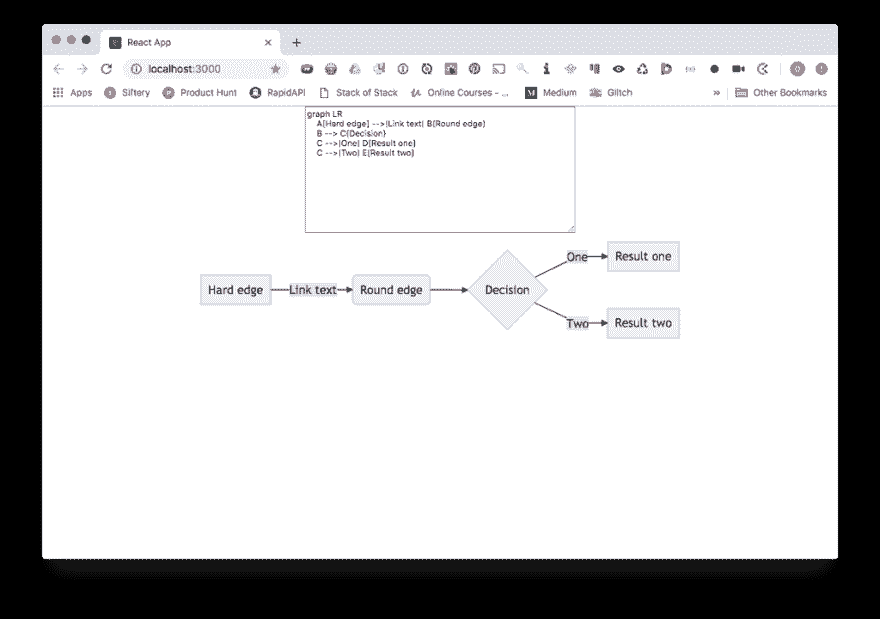 React App
localhost:3000
Apps Siftery Product Hunt RapidAPI Stack of Stack Online Courses - ... Medium Glitch » Other Bookmarks
graph LR
A[Hard edge] -->|Link text| B(Round edge)
B --> C{Decision}
C -->|One| D[Result one]
C -->|Two| E[Result two]
One
Result one
Hard edge Link text Round edge Decision
Two
Result two